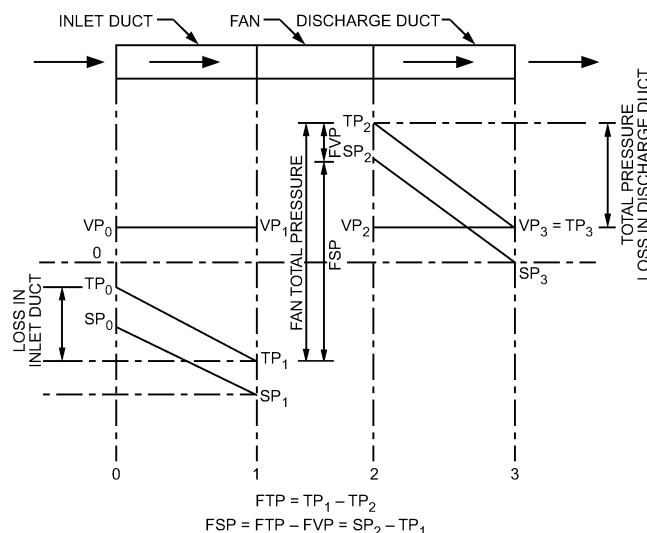 INLET DUCT
FAN
DISCHARGE DUCT
TP₂
SP₂
FVP
TOTAL PRESSURE
LOSS IN DISCHARGE DUCT
FAN TOTAL PRESSURE
FSP
VP₀
VP₁
VP₂
VP₃ = TP₃
0
TP₀
SP₃
LOSS IN
INLET DUCT
SP₀
TP₁
SP₁
0
1
2
3
FTP = TP₁ – TP₂
FSP = FTP – FVP = SP₂ – TP₁